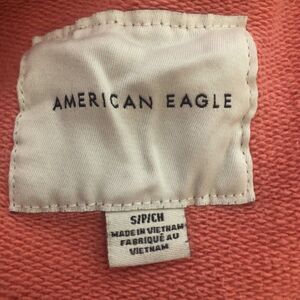 AMERICAN EAGLE
S/P/CH
MADE IN VIETNAM
FABRIQUÉ AU
VIETNAM